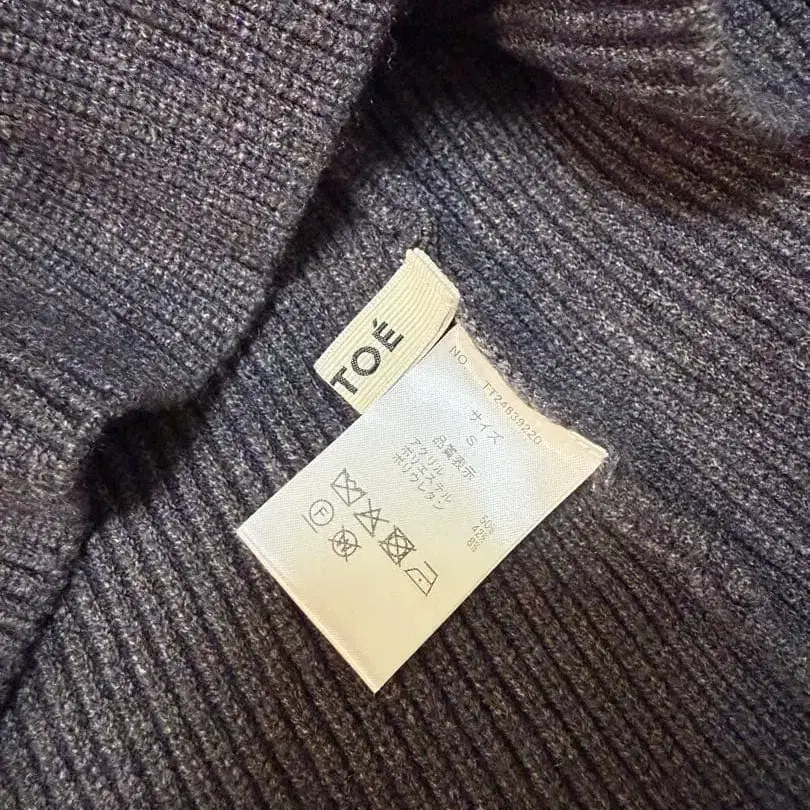 TOÉ
NO. TT24839220
サイズ
S
品質表示
アクリル 50%
ポリエステル 42%
ポリウレタン 8%
F W